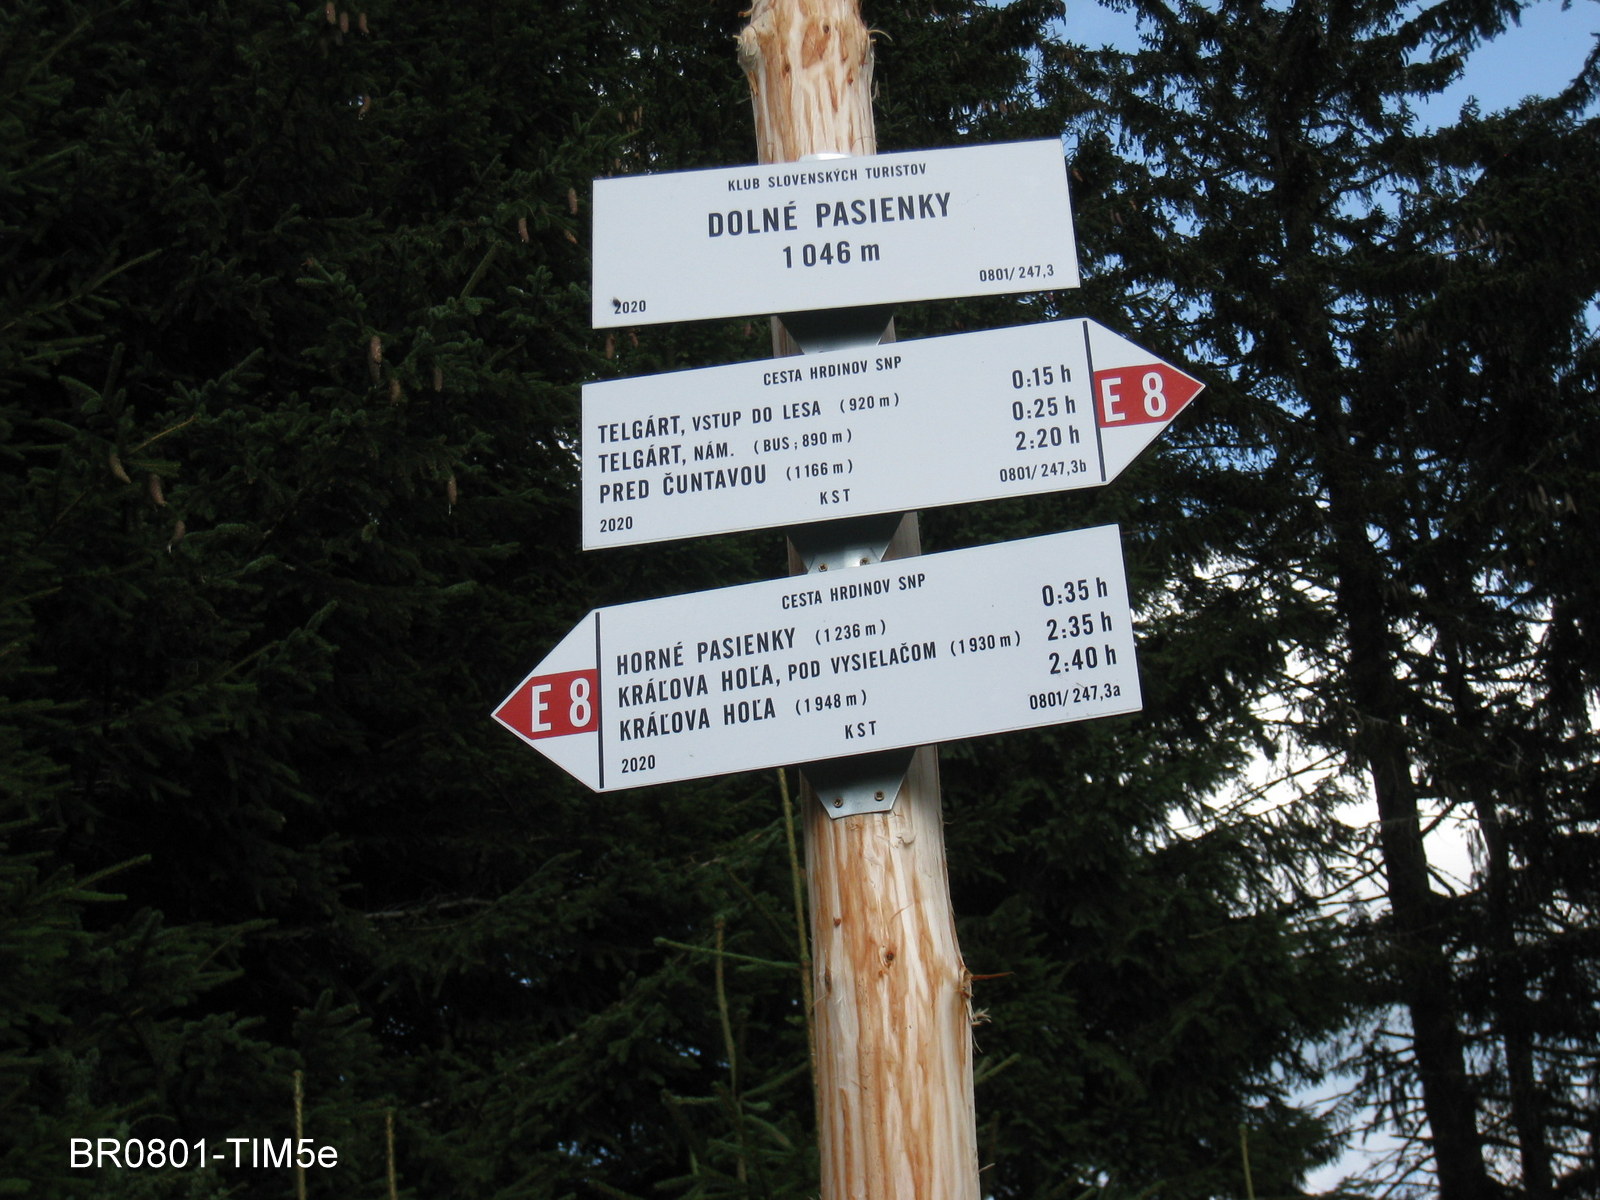 KLUB SLOVENSKÝCH TURISTOV
DOLNÉ PASIENKY
1 046 m
2020 0801/247,3
CESTA HRDINOV SNP
TELGÁRT, VSTUP DO LESA (920 m) 0:15 h
TELGÁRT, NÁM. (BUS ; 890 m) 0:25 h
PRED ČUNTAVOU (1166 m) 2:20 h
KST
2020 0801/247,3b
E 8
CESTA HRDINOV SNP
HORNÉ PASIENKY (1236 m) 0:35 h
KRÁĽOVA HOĽA, POD VYSIELAČOM (1930 m) 2:35 h
KRÁĽOVA HOĽA (1948 m) 2:40 h
KST
2020 0801/247,3a
E 8
BR0801-TIM5e